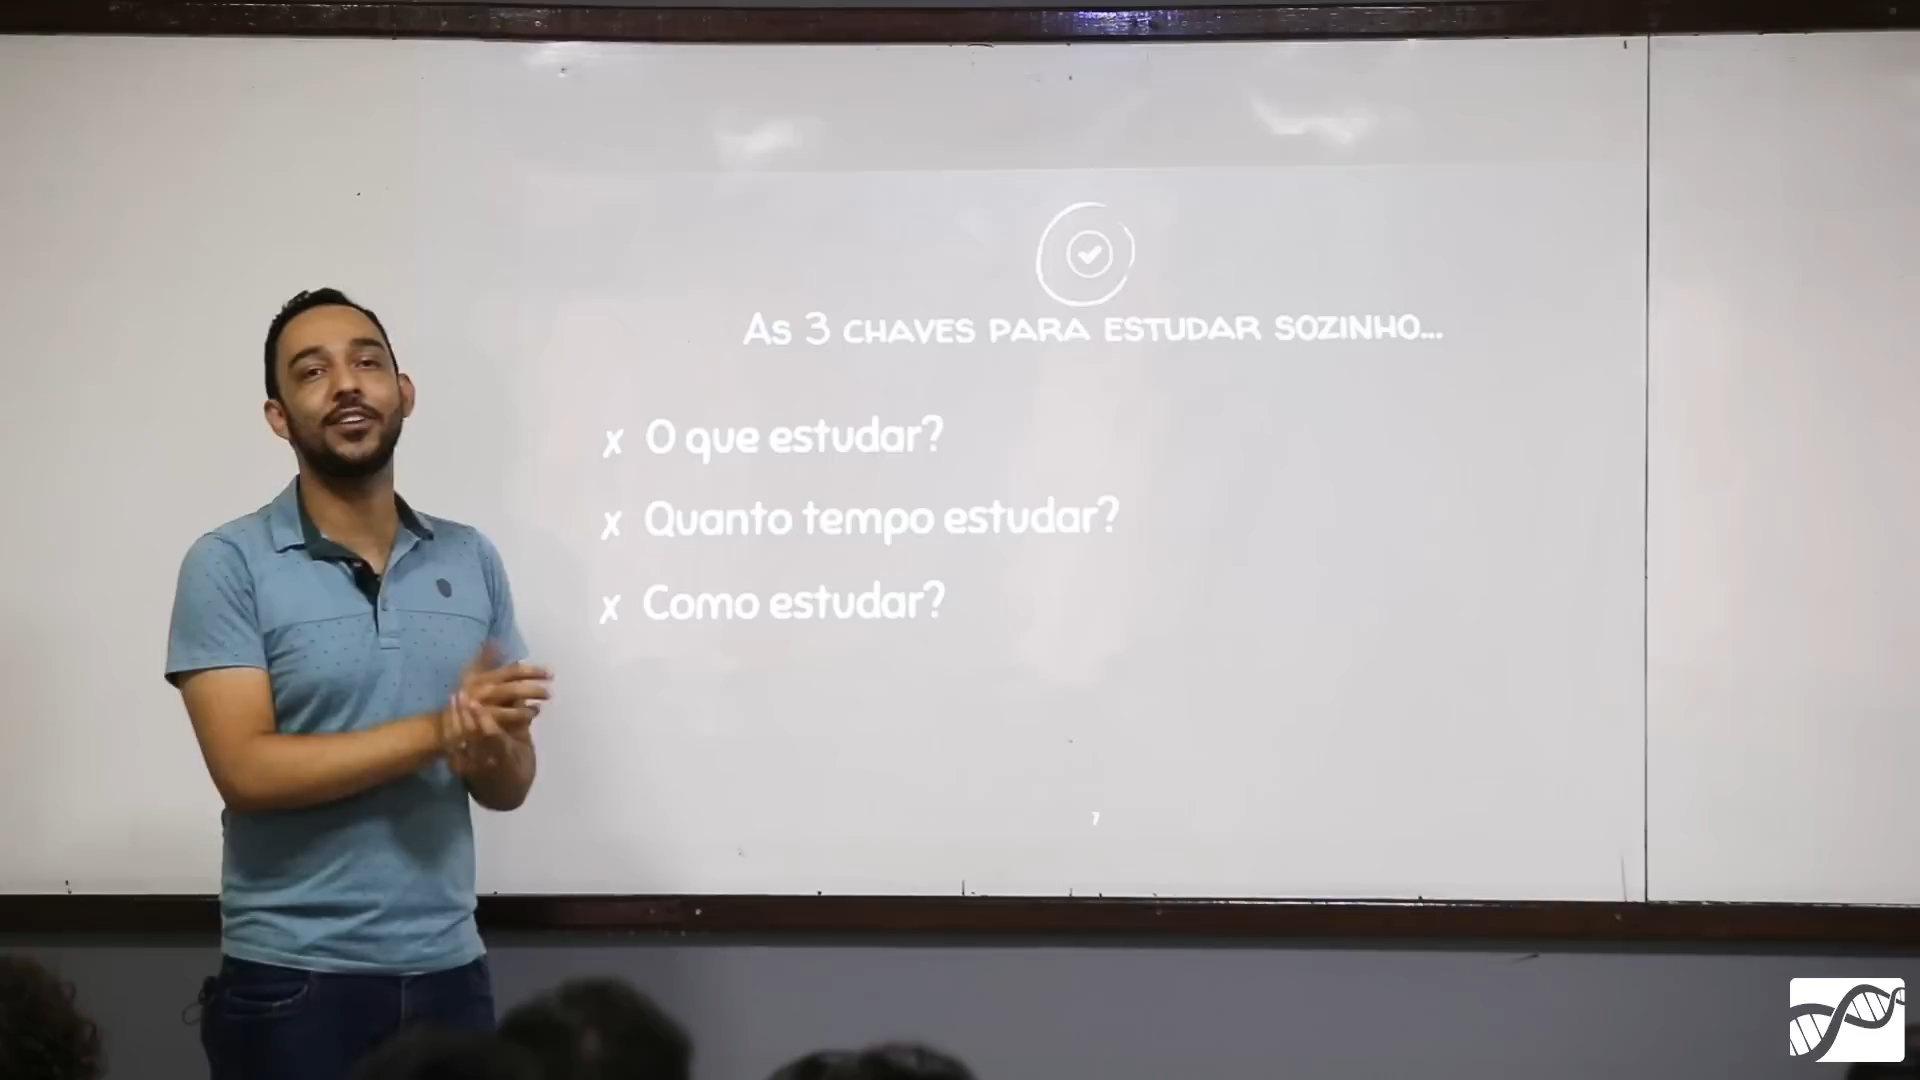 As 3 CHAVES PARA ESTUDAR SOZINHO...
x O que estudar?
x Quanto tempo estudar?
x Como estudar?